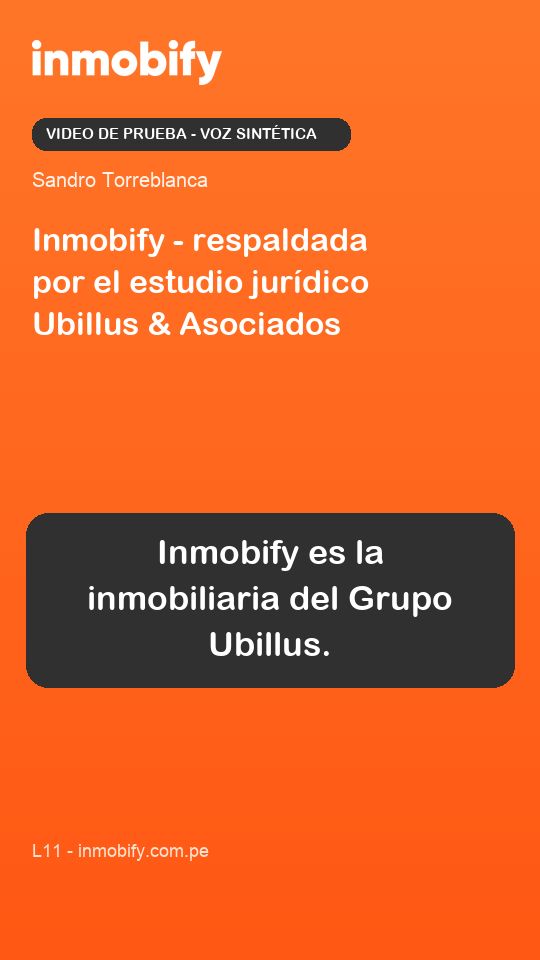 inmobify
VIDEO DE PRUEBA - VOZ SINTÉTICA
Sandro Torreblanca
Inmobify - respaldada
por el estudio jurídico
Ubillus & Asociados
Inmobify es la
inmobiliaria del Grupo
Ubillus.
L11 - inmobify.com.pe